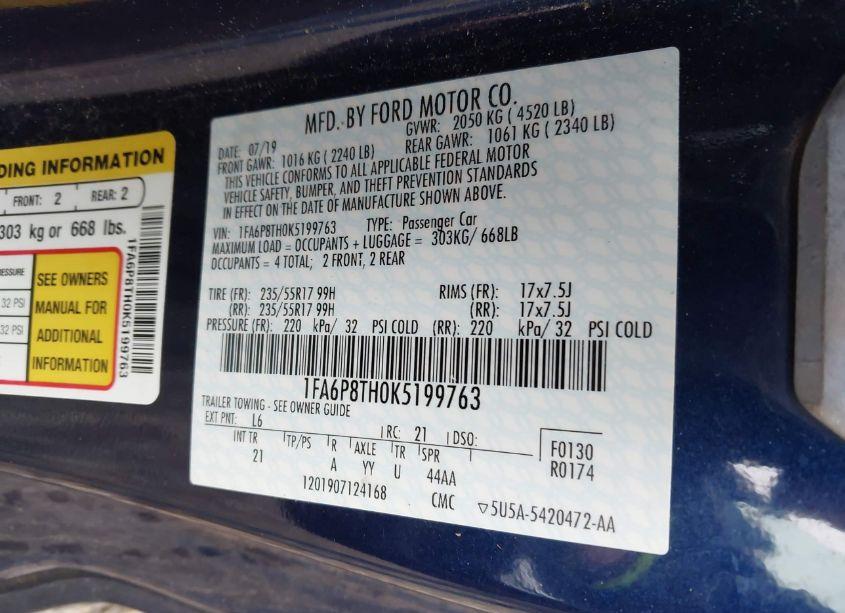 DING INFORMATION
FRONT: 2 REAR: 2
303 kg or 668 lbs.
RESSURE
32 PSI
32 PSI
SEE OWNERS
MANUAL FOR
ADDITIONAL
INFORMATION
1FA6P8TH0K5199763
MFD. BY FORD MOTOR CO.
DATE: 07/19 GVWR: 2050 KG ( 4520 LB)
FRONT GAWR: 1016 KG ( 2240 LB) REAR GAWR: 1061 KG ( 2340 LB)
THIS VEHICLE CONFORMS TO ALL APPLICABLE FEDERAL MOTOR
VEHICLE SAFETY, BUMPER, AND THEFT PREVENTION STANDARDS
IN EFFECT ON THE DATE OF MANUFACTURE SHOWN ABOVE.
VIN: 1FA6P8TH0K5199763 TYPE: Passenger Car
MAXIMUM LOAD = OCCUPANTS + LUGGAGE = 303KG/ 668LB
OCCUPANTS = 4 TOTAL; 2 FRONT, 2 REAR
TIRE (FR): 235/55R17 99H RIMS (FR): 17x7.5J
(RR): 235/55R17 99H (RR): 17x7.5J
PRESSURE (FR): 220 kPa/ 32 PSI COLD (RR): 220 kPa/ 32 PSI COLD
1FA6P8TH0K5199763
TRAILER TOWING - SEE OWNER GUIDE
EXT PNT: L6 RC: 21 DSO: F0130
INT TR TP/PS R AXLE TR SPR R0174
21 A YY U 44AA
1201907124168 CMC ▽5U5A-5420472-AA